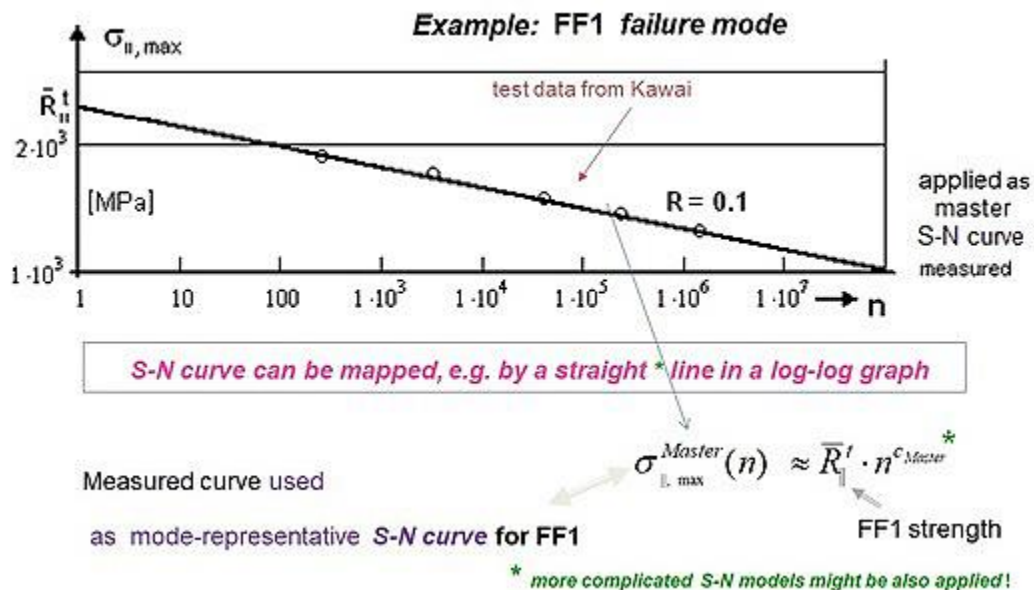 Example: FF1 failure mode
σ॥, max
test data from Kawai
R̄ᵗ॥
2·10³
[MPa]
R = 0.1
applied as
master
S-N curve
measured
1·10³
1 10 100 1·10³ 1·10⁴ 1·10⁵ 1·10⁶ 1·10⁷ n
S-N curve can be mapped, e.g. by a straight * line in a log-log graph
σ^Master_∥, max (n) ≈ R̄^t_∥ · n^c_Master *
Measured curve used
as mode-representative S-N curve for FF1
FF1 strength
* more complicated S-N models might be also applied!